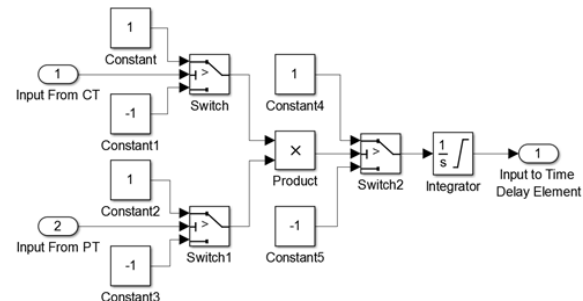 1
Constant
1
Input From CT
>
Switch
-1
Constant1
1
Constant4
×
Product
>
Switch2
1
s
Integrator
1
Input to Time
Delay Element
1
Constant2
2
Input From PT
>
Switch1
-1
Constant3
-1
Constant5